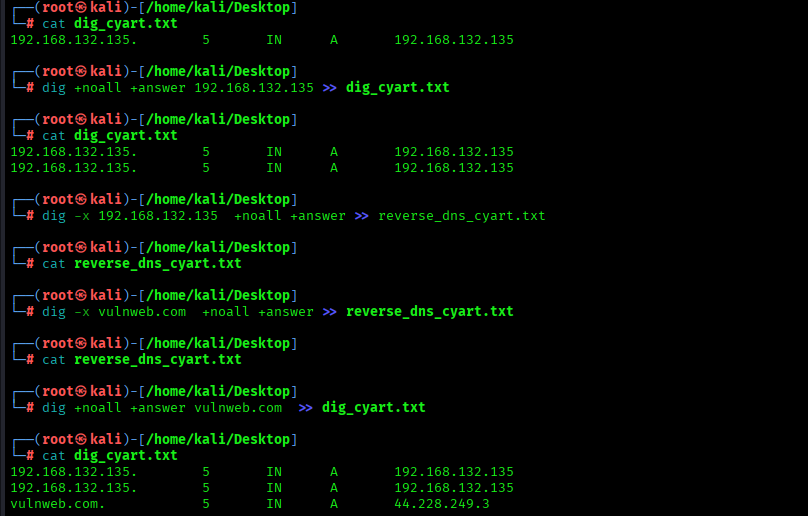 ┌──(root㉿kali)-[/home/kali/Desktop]
└─# cat dig_cyart.txt
192.168.132.135.        5       IN      A       192.168.132.135
┌──(root㉿kali)-[/home/kali/Desktop]
└─# dig +noall +answer 192.168.132.135 >> dig_cyart.txt
┌──(root㉿kali)-[/home/kali/Desktop]
└─# cat dig_cyart.txt
192.168.132.135.        5       IN      A       192.168.132.135
192.168.132.135.        5       IN      A       192.168.132.135
┌──(root㉿kali)-[/home/kali/Desktop]
└─# dig -x 192.168.132.135  +noall +answer >> reverse_dns_cyart.txt
┌──(root㉿kali)-[/home/kali/Desktop]
└─# cat reverse_dns_cyart.txt
┌──(root㉿kali)-[/home/kali/Desktop]
└─# dig -x vulnweb.com  +noall +answer >> reverse_dns_cyart.txt
┌──(root㉿kali)-[/home/kali/Desktop]
└─# cat reverse_dns_cyart.txt
┌──(root㉿kali)-[/home/kali/Desktop]
└─# dig +noall +answer vulnweb.com  >> dig_cyart.txt
┌──(root㉿kali)-[/home/kali/Desktop]
└─# cat dig_cyart.txt
192.168.132.135.        5       IN      A       192.168.132.135
192.168.132.135.        5       IN      A       192.168.132.135
vulnweb.com.            5       IN      A       44.228.249.3